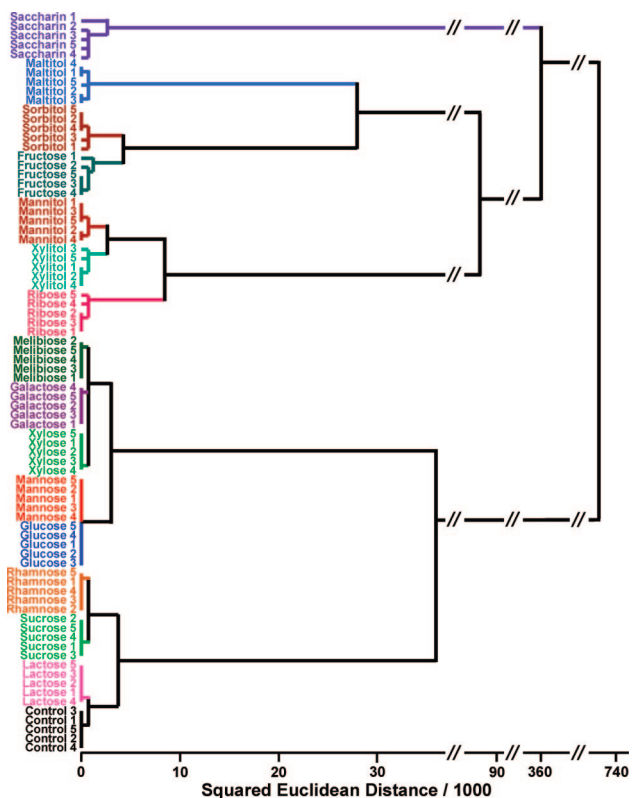 Saccharin 1
Saccharin 2
Saccharin 3
Saccharin 5
Saccharin 4
Maltitol 4
Maltitol 1
Maltitol 5
Maltitol 2
Maltitol 3
Sorbitol 5
Sorbitol 2
Sorbitol 4
Sorbitol 3
Sorbitol 1
Fructose 1
Fructose 2
Fructose 5
Fructose 3
Fructose 4
Mannitol 1
Mannitol 3
Mannitol 5
Mannitol 2
Mannitol 4
Xylitol 3
Xylitol 5
Xylitol 1
Xylitol 2
Xylitol 4
Ribose 5
Ribose 4
Ribose 2
Ribose 3
Ribose 1
Melibiose 2
Melibiose 5
Melibiose 4
Melibiose 3
Melibiose 1
Galactose 4
Galactose 5
Galactose 2
Galactose 3
Galactose 1
Xylose 5
Xylose 1
Xylose 2
Xylose 3
Xylose 4
Mannose 5
Mannose 2
Mannose 1
Mannose 3
Mannose 4
Glucose 5
Glucose 4
Glucose 1
Glucose 2
Glucose 3
Rhamnose 5
Rhamnose 1
Rhamnose 4
Rhamnose 3
Rhamnose 2
Sucrose 2
Sucrose 5
Sucrose 4
Sucrose 1
Sucrose 3
Lactose 5
Lactose 3
Lactose 2
Lactose 1
Lactose 4
Control 3
Control 1
Control 5
Control 2
Control 4
0 10 20 30 90 360 740
Squared Euclidean Distance / 1000